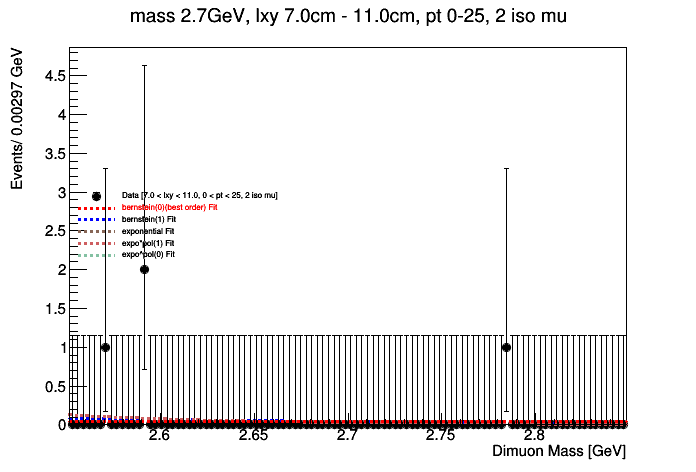 mass 2.7GeV, lxy 7.0cm - 11.0cm, pt 0-25, 2 iso mu
Events/ 0.00297 GeV
4.5
4
3.5
3
2.5
2
1.5
1
0.5
0
Data [7.0 < lxy < 11.0, 0 < pt < 25, 2 iso mu]
bernstein(0)(best order) Fit
bernstein(1) Fit
exponential Fit
expo*pol(1) Fit
expo*pol(0) Fit
2.6
2.65
2.7
2.75
2.8
Dimuon Mass [GeV]